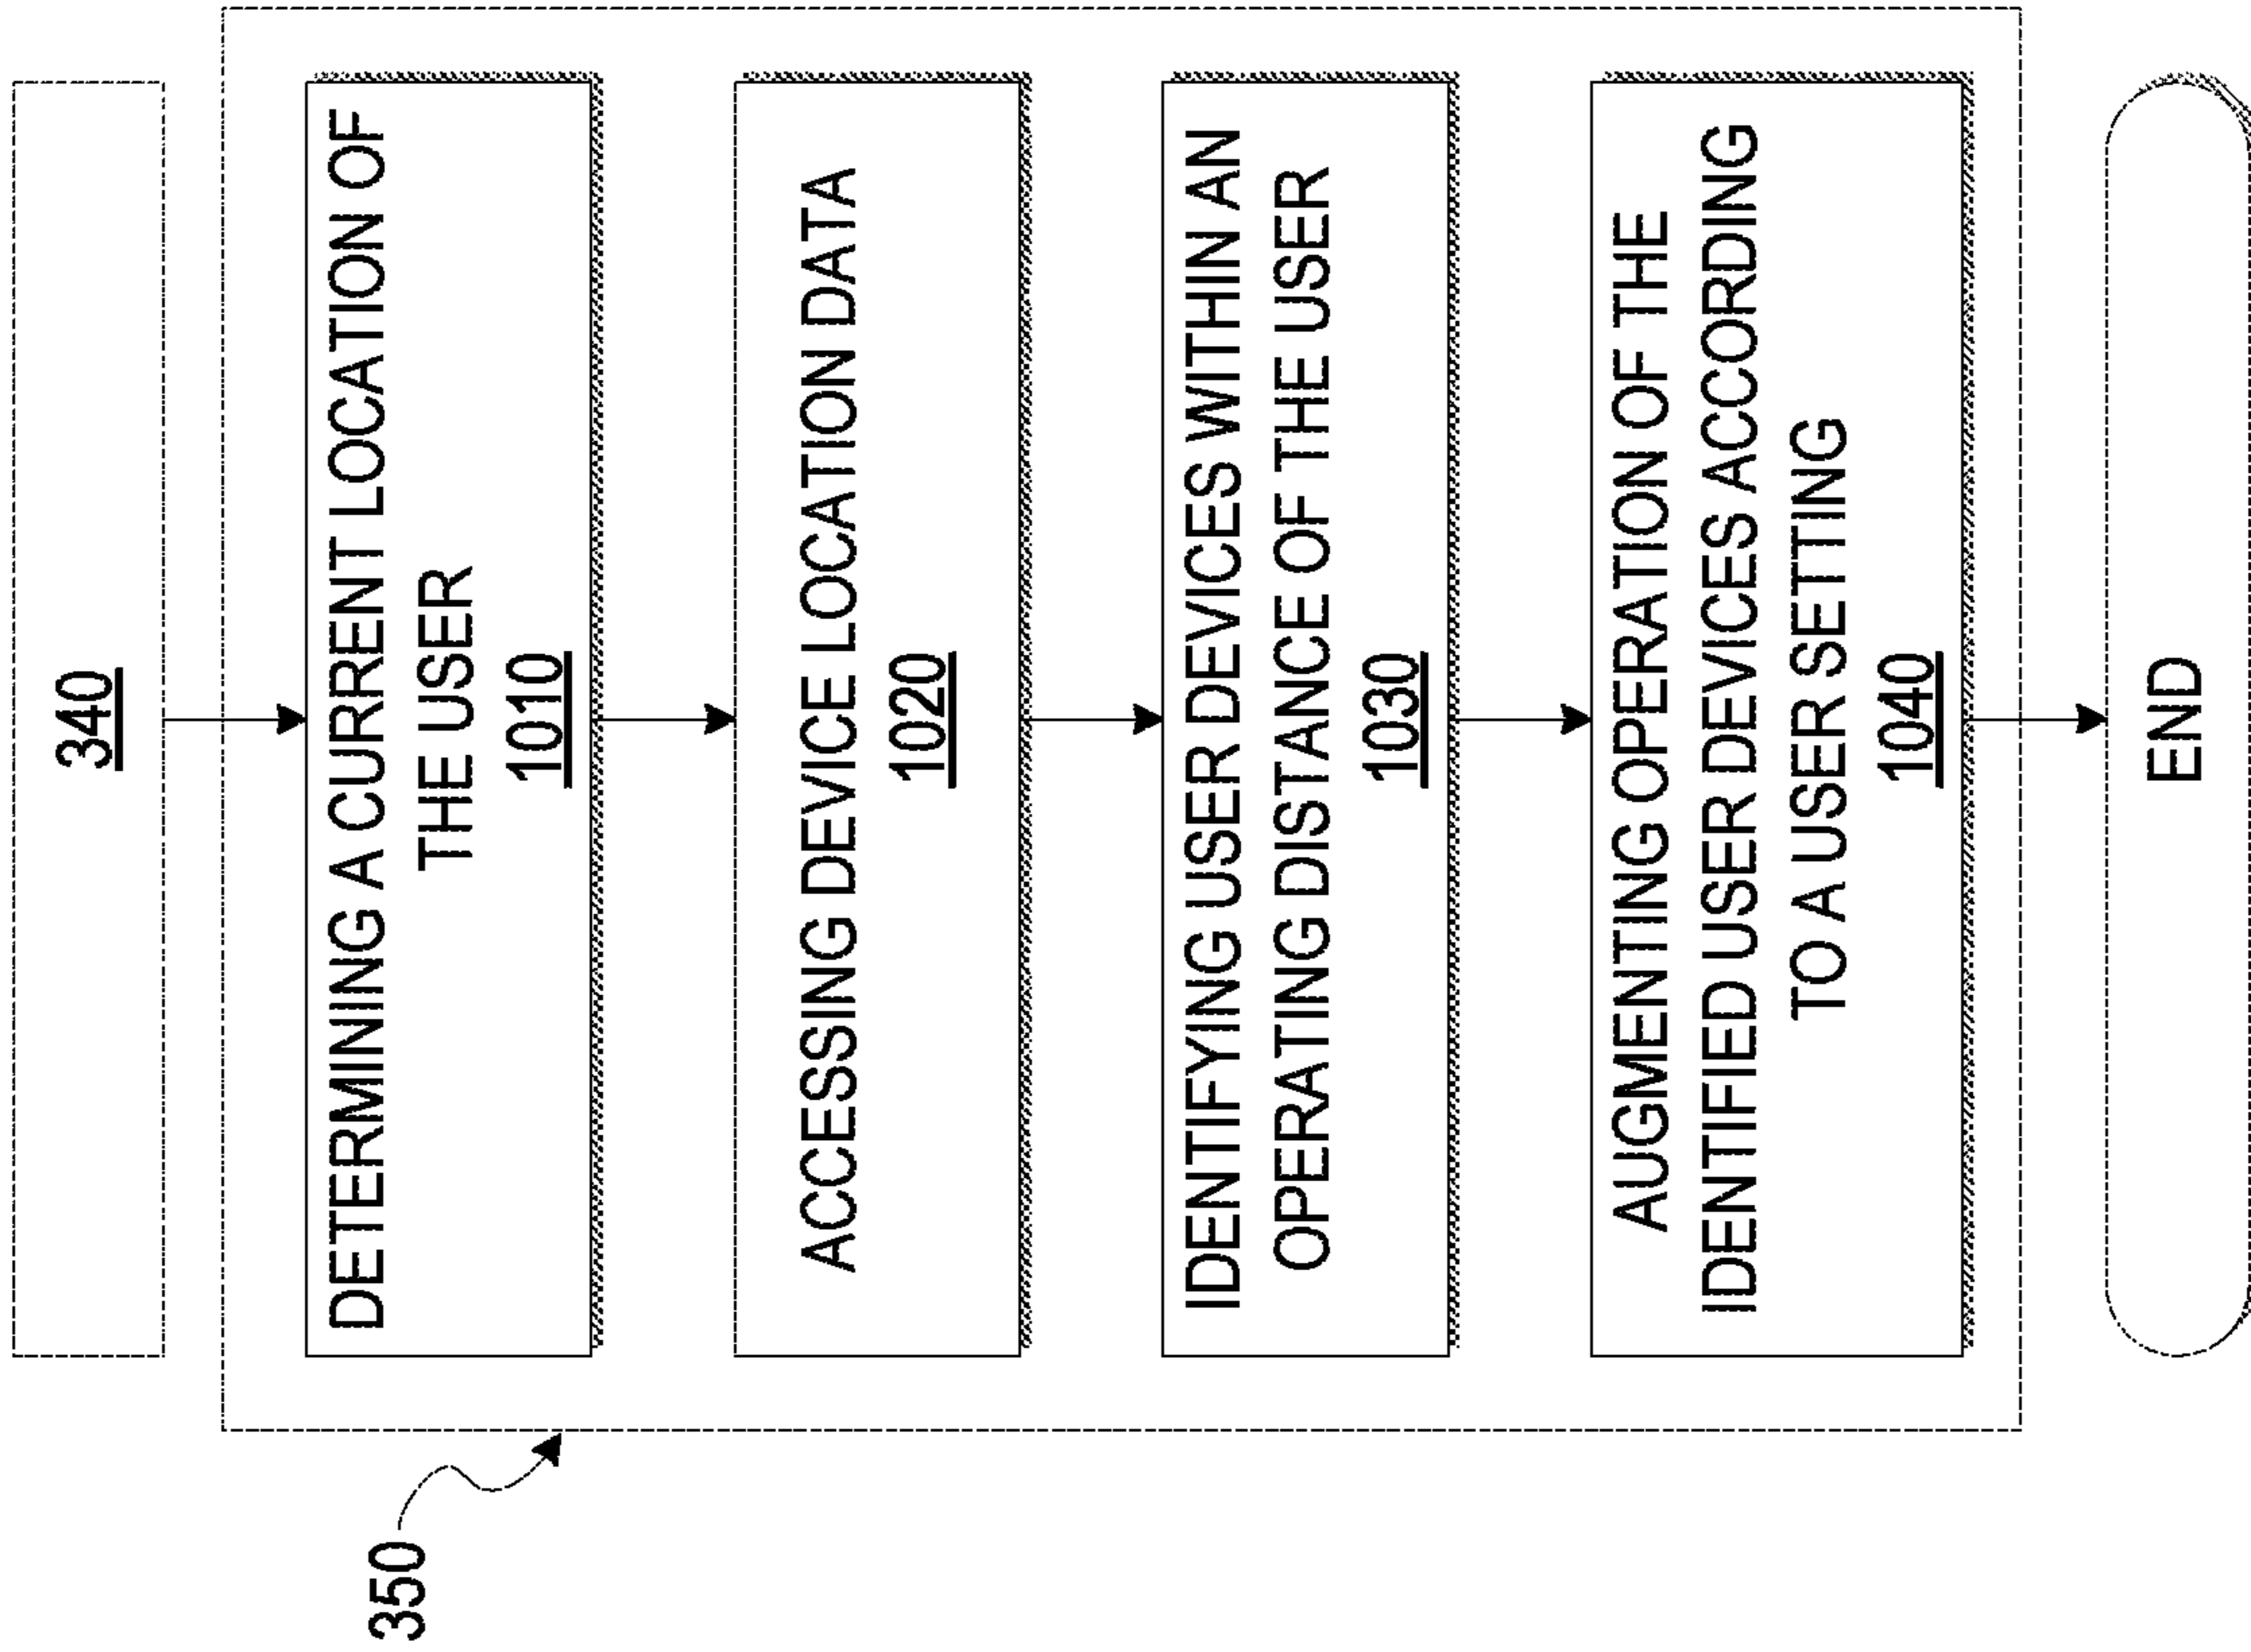 340
350
DETERMINING A CURRENT LOCATION OF
THE USER
1010
ACCESSING DEVICE LOCATION DATA
1020
IDENTIFYING USER DEVICES WITHIN AN
OPERATING DISTANCE OF THE USER
1030
AUGMENTING OPERATION OF THE
IDENTIFIED USER DEVICES ACCORDING
TO A USER SETTING
1040
END